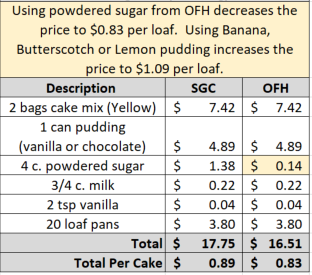 Using powdered sugar from OFH decreases the
price to $0.83 per loaf. Using Banana,
Butterscotch or Lemon pudding increases the
price to $1.09 per loaf.
Description SGC OFH
2 bags cake mix (Yellow) $ 7.42 $ 7.42
1 can pudding
(vanilla or chocolate) $ 4.89 $ 4.89
4 c. powdered sugar $ 1.38 $ 0.14
3/4 c. milk $ 0.22 $ 0.22
2 tsp vanilla $ 0.04 $ 0.04
20 loaf pans $ 3.80 $ 3.80
Total $ 17.75 $ 16.51
Total Per Cake $ 0.89 $ 0.83